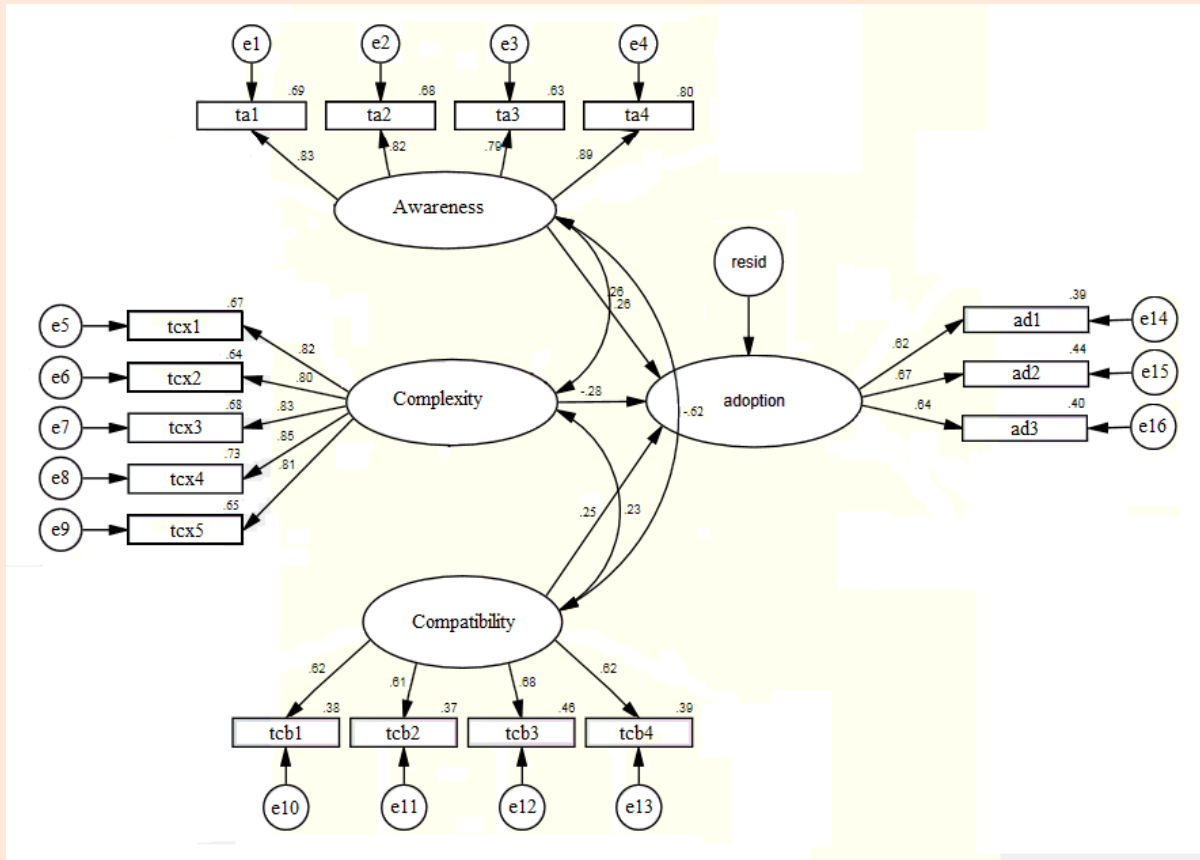 e1 e2 e3 e4
.69 .68 .63 .80
ta1 ta2 ta3 ta4
.83 .82 .79 .89
Awareness
resid
.26
.26
.67
e5 tcx1
.82
.64
e6 tcx2
.80
.68
e7 tcx3
.83
.73
e8 tcx4
.85
.65
e9 tcx5
.81
Complexity
-.28
adoption
-.62
.39
ad1 e14
.62
.44
ad2 e15
.67
.40
ad3 e16
.64
.25 .23
Compatibility
.62 .61 .68 .62
.38 .37 .46 .39
tcb1 tcb2 tcb3 tcb4
e10 e11 e12 e13